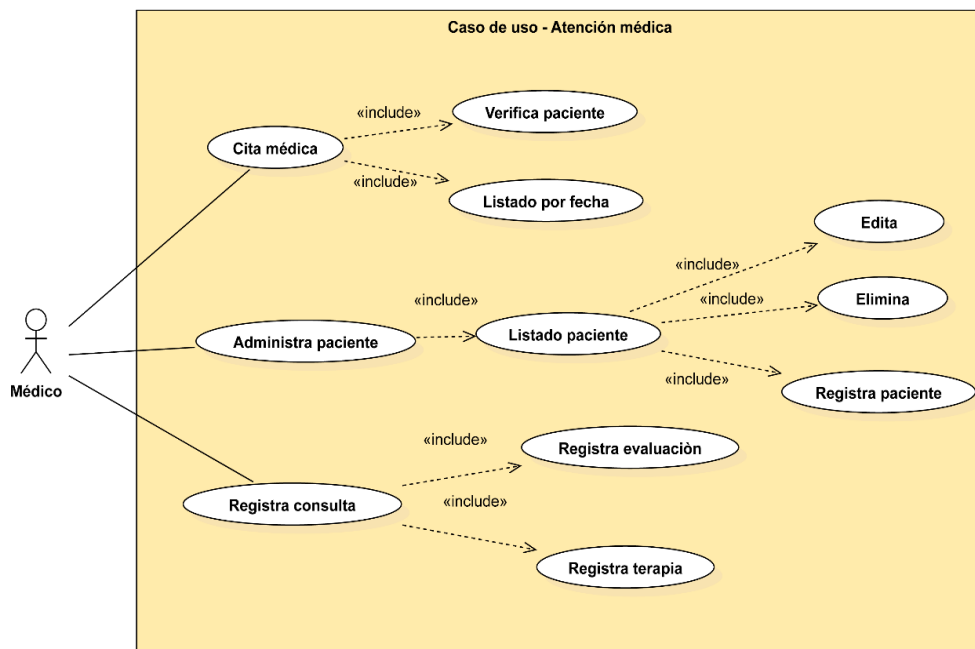 Caso de uso - Atención médica
«include»
Verifica paciente
Cita médica
«include»
Listado por fecha
Edita
«include»
«include»
Elimina
«include»
Administra paciente
Listado paciente
«include»
Registra paciente
Médico
«include»
Registra evaluaciòn
Registra consulta
«include»
Registra terapia